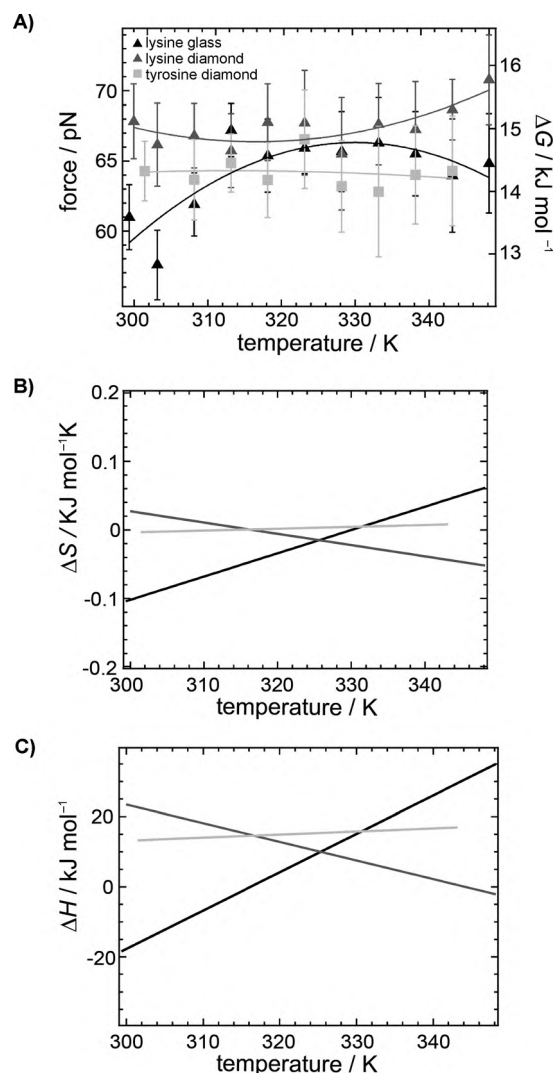 A)
lysine glass
lysine diamond
tyrosine diamond
70
65
60
force / pN
16
15
14
13
ΔG / kJ mol⁻¹
300 310 320 330 340
temperature / K
B)
0.2
0.1
0
-0.1
-0.2
ΔS / KJ mol⁻¹K
300 310 320 330 340
temperature / K
C)
20
0
-20
ΔH / kJ mol⁻¹
300 310 320 330 340
temperature / K